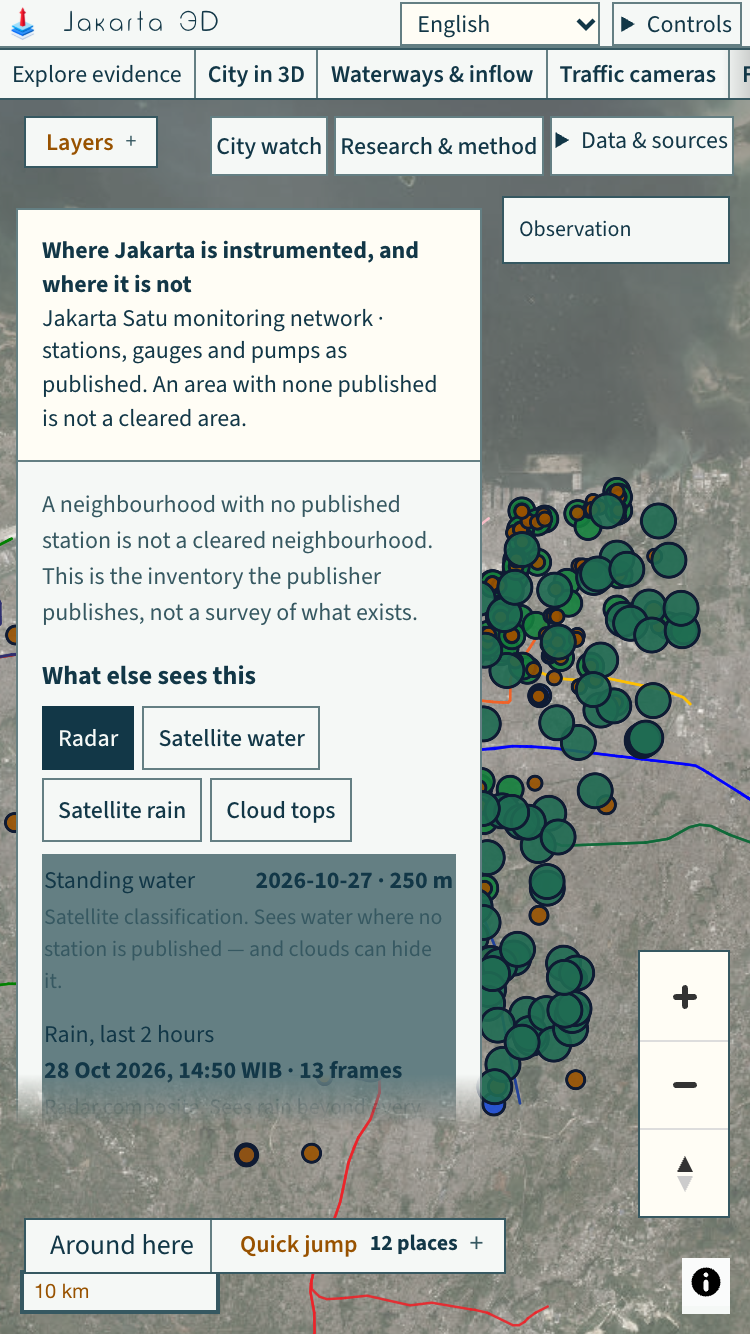 Jakarta 3D
English
▶ Controls
Explore evidence
City in 3D
Waterways & inflow
Traffic cameras
Layers +
City watch
Research & method
▶ Data & sources
Observation
Where Jakarta is instrumented, and
where it is not
Jakarta Satu monitoring network ·
stations, gauges and pumps as
published. An area with none published
is not a cleared area.
A neighbourhood with no published
station is not a cleared neighbourhood.
This is the inventory the publisher
publishes, not a survey of what exists.
What else sees this
Radar
Satellite water
Satellite rain
Cloud tops
Standing water 2026-10-27 · 250 m
Satellite classification. Sees water where no
station is published — and clouds can hide
it.
Rain, last 2 hours
28 Oct 2026, 14:50 WIB · 13 frames
Radar composite. Sees rain beyond every
Around here
Quick jump 12 places +
10 km